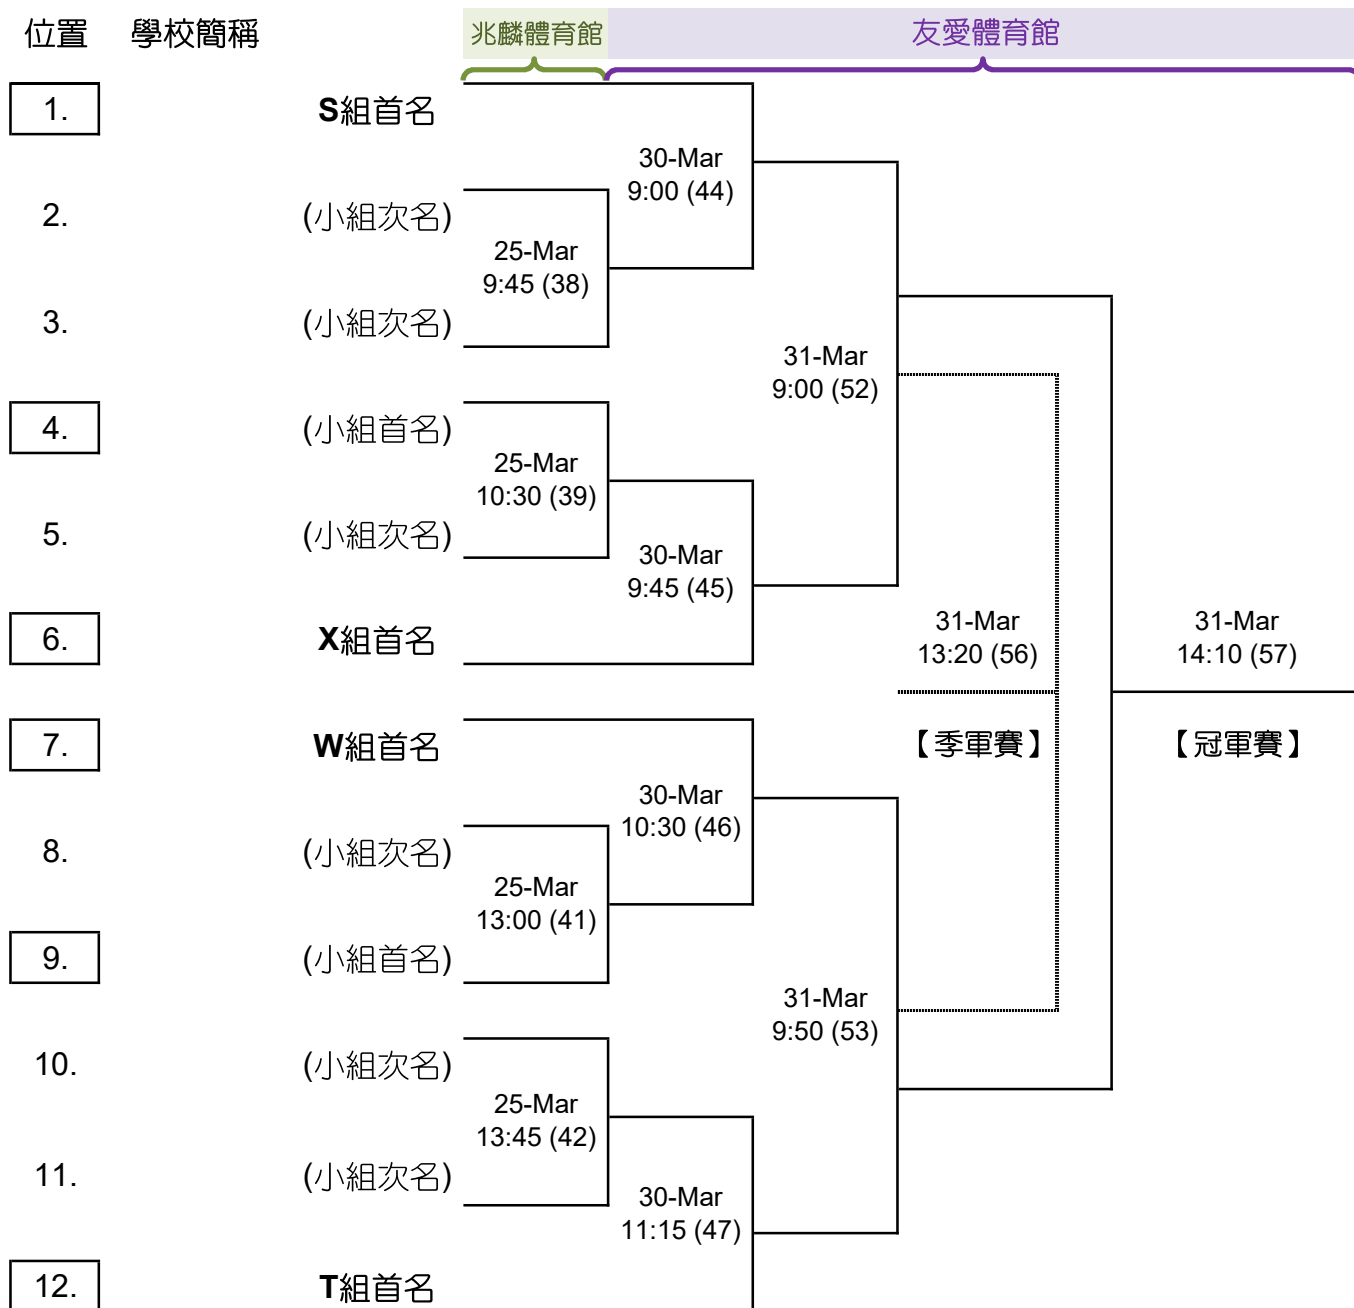 位置 學校簡稱 兆麟體育館 友愛體育館
1. S組首名
30-Mar
9:00 (44)
2. (小組次名)
25-Mar
9:45 (38)
3. (小組次名)
31-Mar
9:00 (52)
4. (小組首名)
25-Mar
10:30 (39)
5. (小組次名)
30-Mar
9:45 (45)
6. X組首名
31-Mar
13:20 (56)
31-Mar
14:10 (57)
7. W組首名
【季軍賽】 【冠軍賽】
30-Mar
10:30 (46)
8. (小組次名)
25-Mar
13:00 (41)
9. (小組首名)
31-Mar
9:50 (53)
10. (小組次名)
25-Mar
13:45 (42)
11. (小組次名)
30-Mar
11:15 (47)
12. T組首名